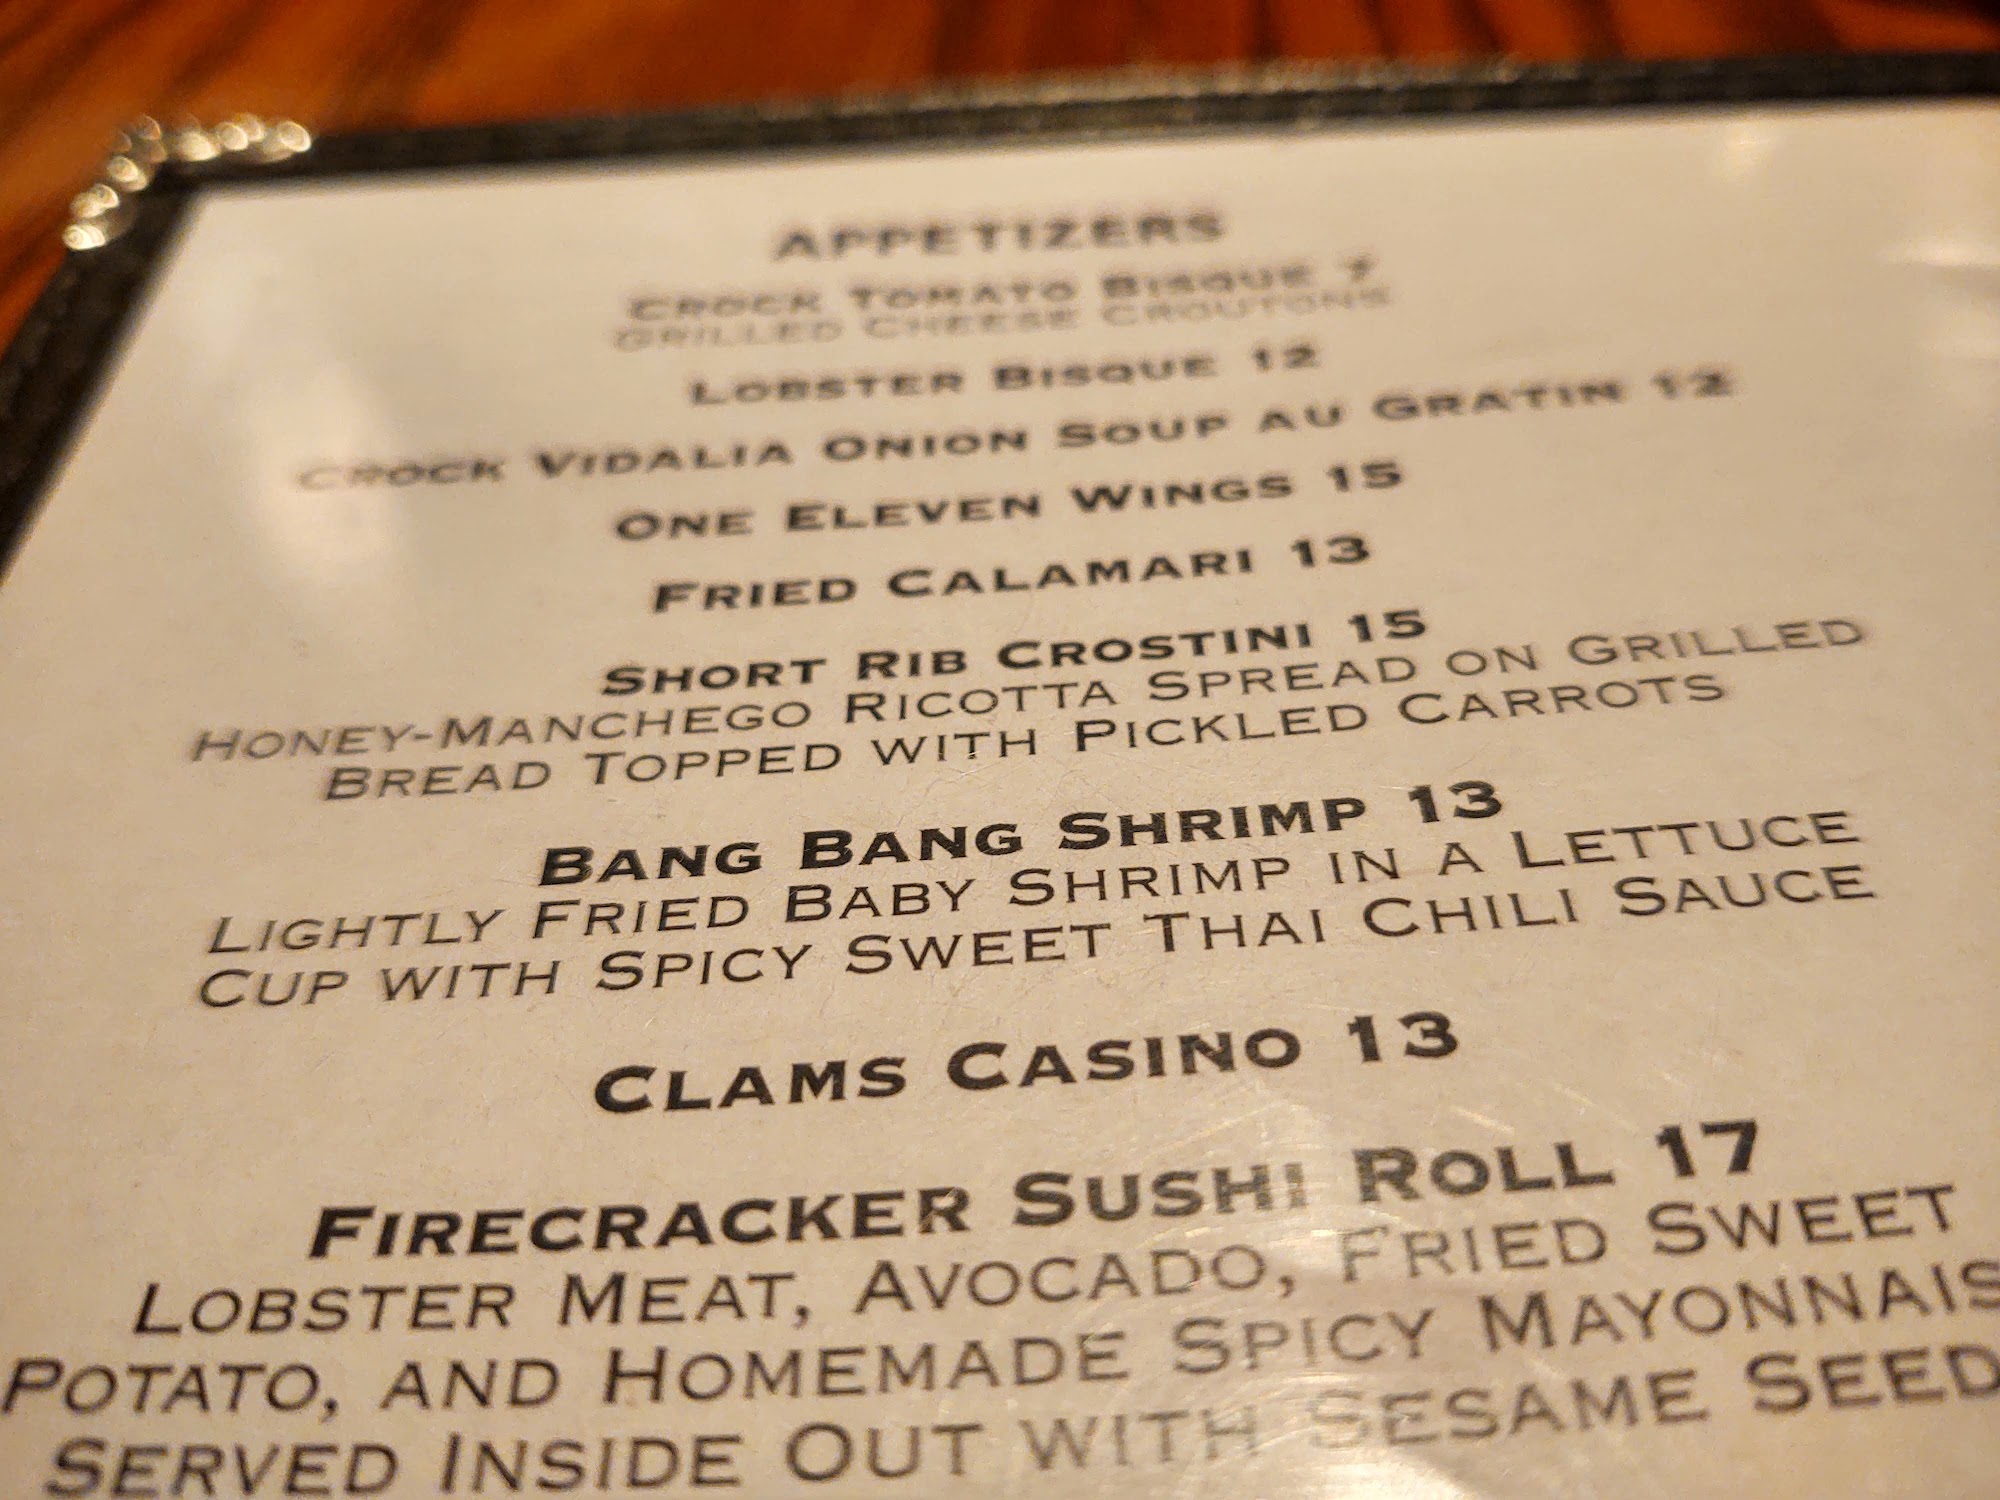 APPETIZERS
CROCK TOMATO BISQUE 7
GRILLED CHEESE CROUTONS
LOBSTER BISQUE 12
CROCK VIDALIA ONION SOUP AU GRATIN 12
ONE ELEVEN WINGS 15
FRIED CALAMARI 13
SHORT RIB CROSTINI 15
HONEY-MANCHEGO RICOTTA SPREAD ON GRILLED
BREAD TOPPED WITH PICKLED CARROTS
BANG BANG SHRIMP 13
LIGHTLY FRIED BABY SHRIMP IN A LETTUCE
CUP WITH SPICY SWEET THAI CHILI SAUCE
CLAMS CASINO 13
FIRECRACKER SUSHI ROLL 17
LOBSTER MEAT, AVOCADO, FRIED SWEET
POTATO, AND HOMEMADE SPICY MAYONNAIS
SERVED INSIDE OUT WITH SESAME SEED